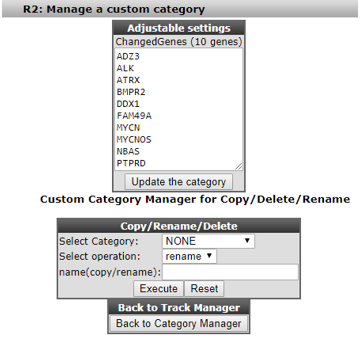 R2: Manage a custom category
Adjustable settings
ChangedGenes (10 genes)
ADZ3
ALK
ATRX
BMPR2
DDX1
FAM49A
MYCN
MYCNOS
NBAS
PTPRD
Update the category
Custom Category Manager for Copy/Delete/Rename
Copy/Rename/Delete
Select Category: NONE
Select operation: rename
name(copy/rename):
Execute Reset
Back to Track Manager
Back to Category Manager